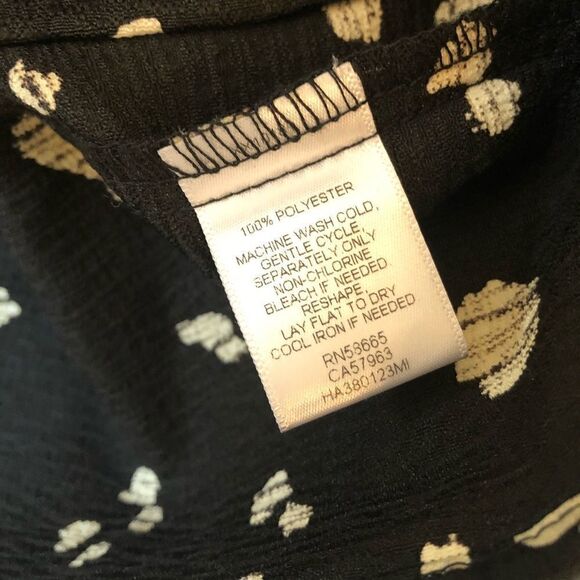 100% POLYESTER
MACHINE WASH COLD,
GENTLE CYCLE,
SEPARATELY ONLY
NON-CHLORINE
BLEACH IF NEEDED
RESHAPE
LAY FLAT TO DRY
COOL IRON IF NEEDED
RN58665
CA57963
HA380123MI